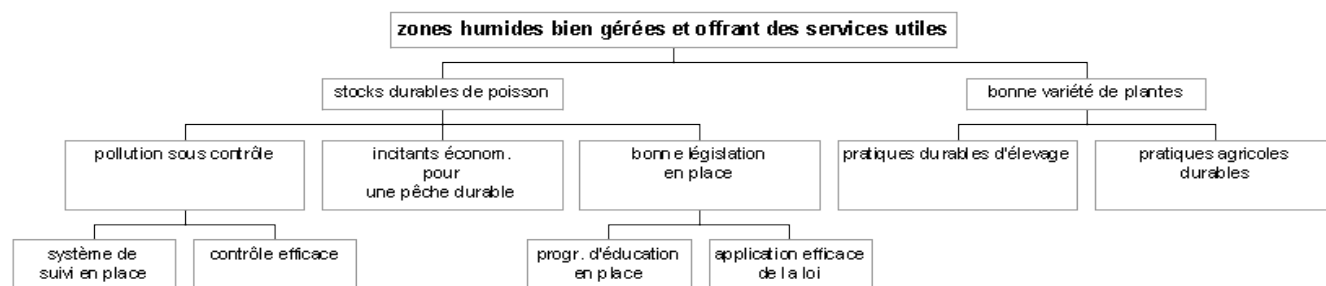 zones humides bien gérées et offrant des services utiles
stocks durables de poisson
bonne variété de plantes
pollution sous contrôle
incitants économ.
pour
une pêche durable
bonne législation
en place
pratiques durables d'élevage
pratiques agricoles
durables
système de
suivi en place
contrôle efficace
progr. d'éducation
en place
application efficace
de la loi